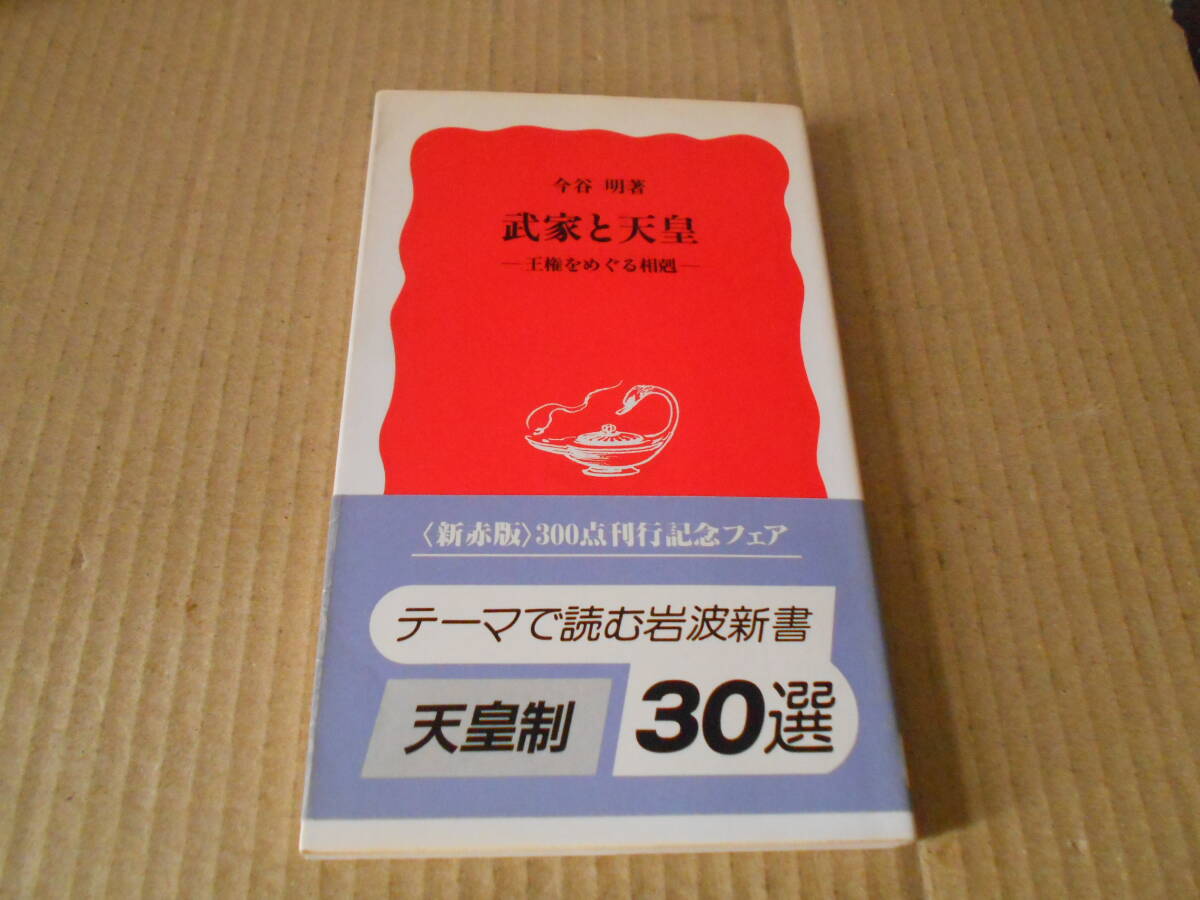 今谷 明著
武家と天皇
―王権をめぐる相剋―
〈新赤版〉300点刊行記念フェア
テーマで読む岩波新書
天皇制
30選